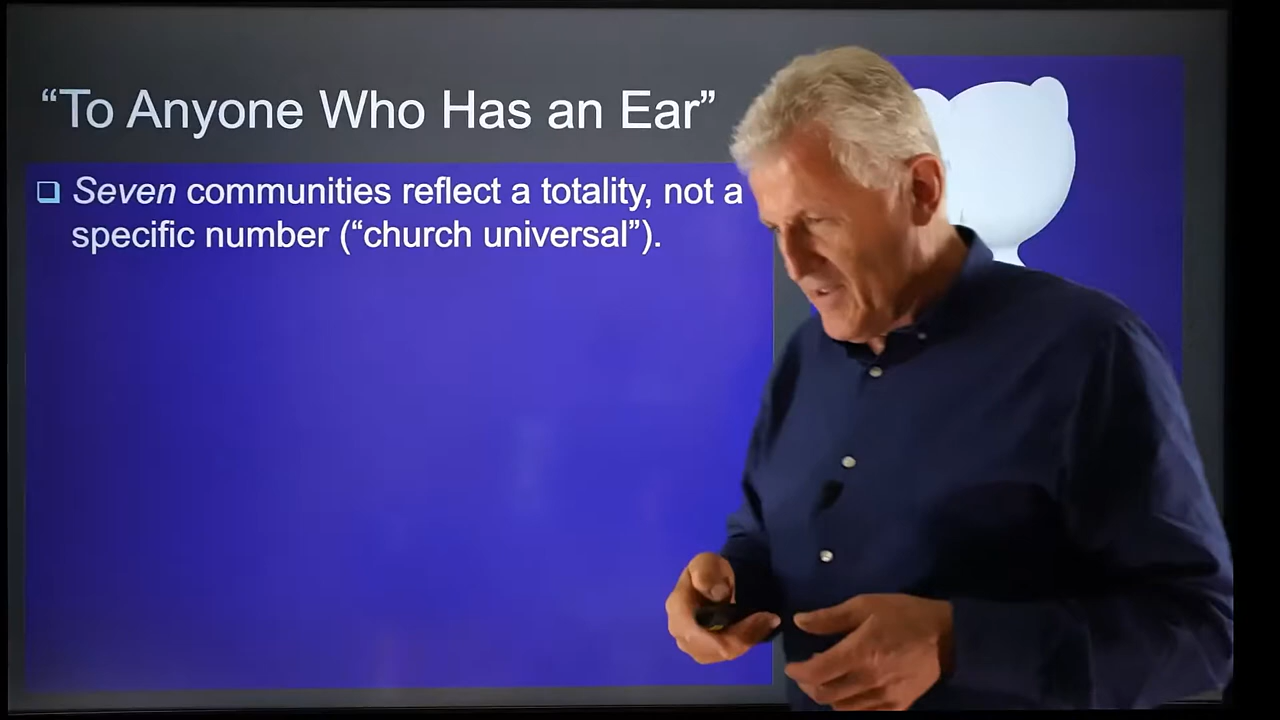 “To Anyone Who Has an Ear”
Seven communities reflect a totality, not a
specific number (“church universal”).